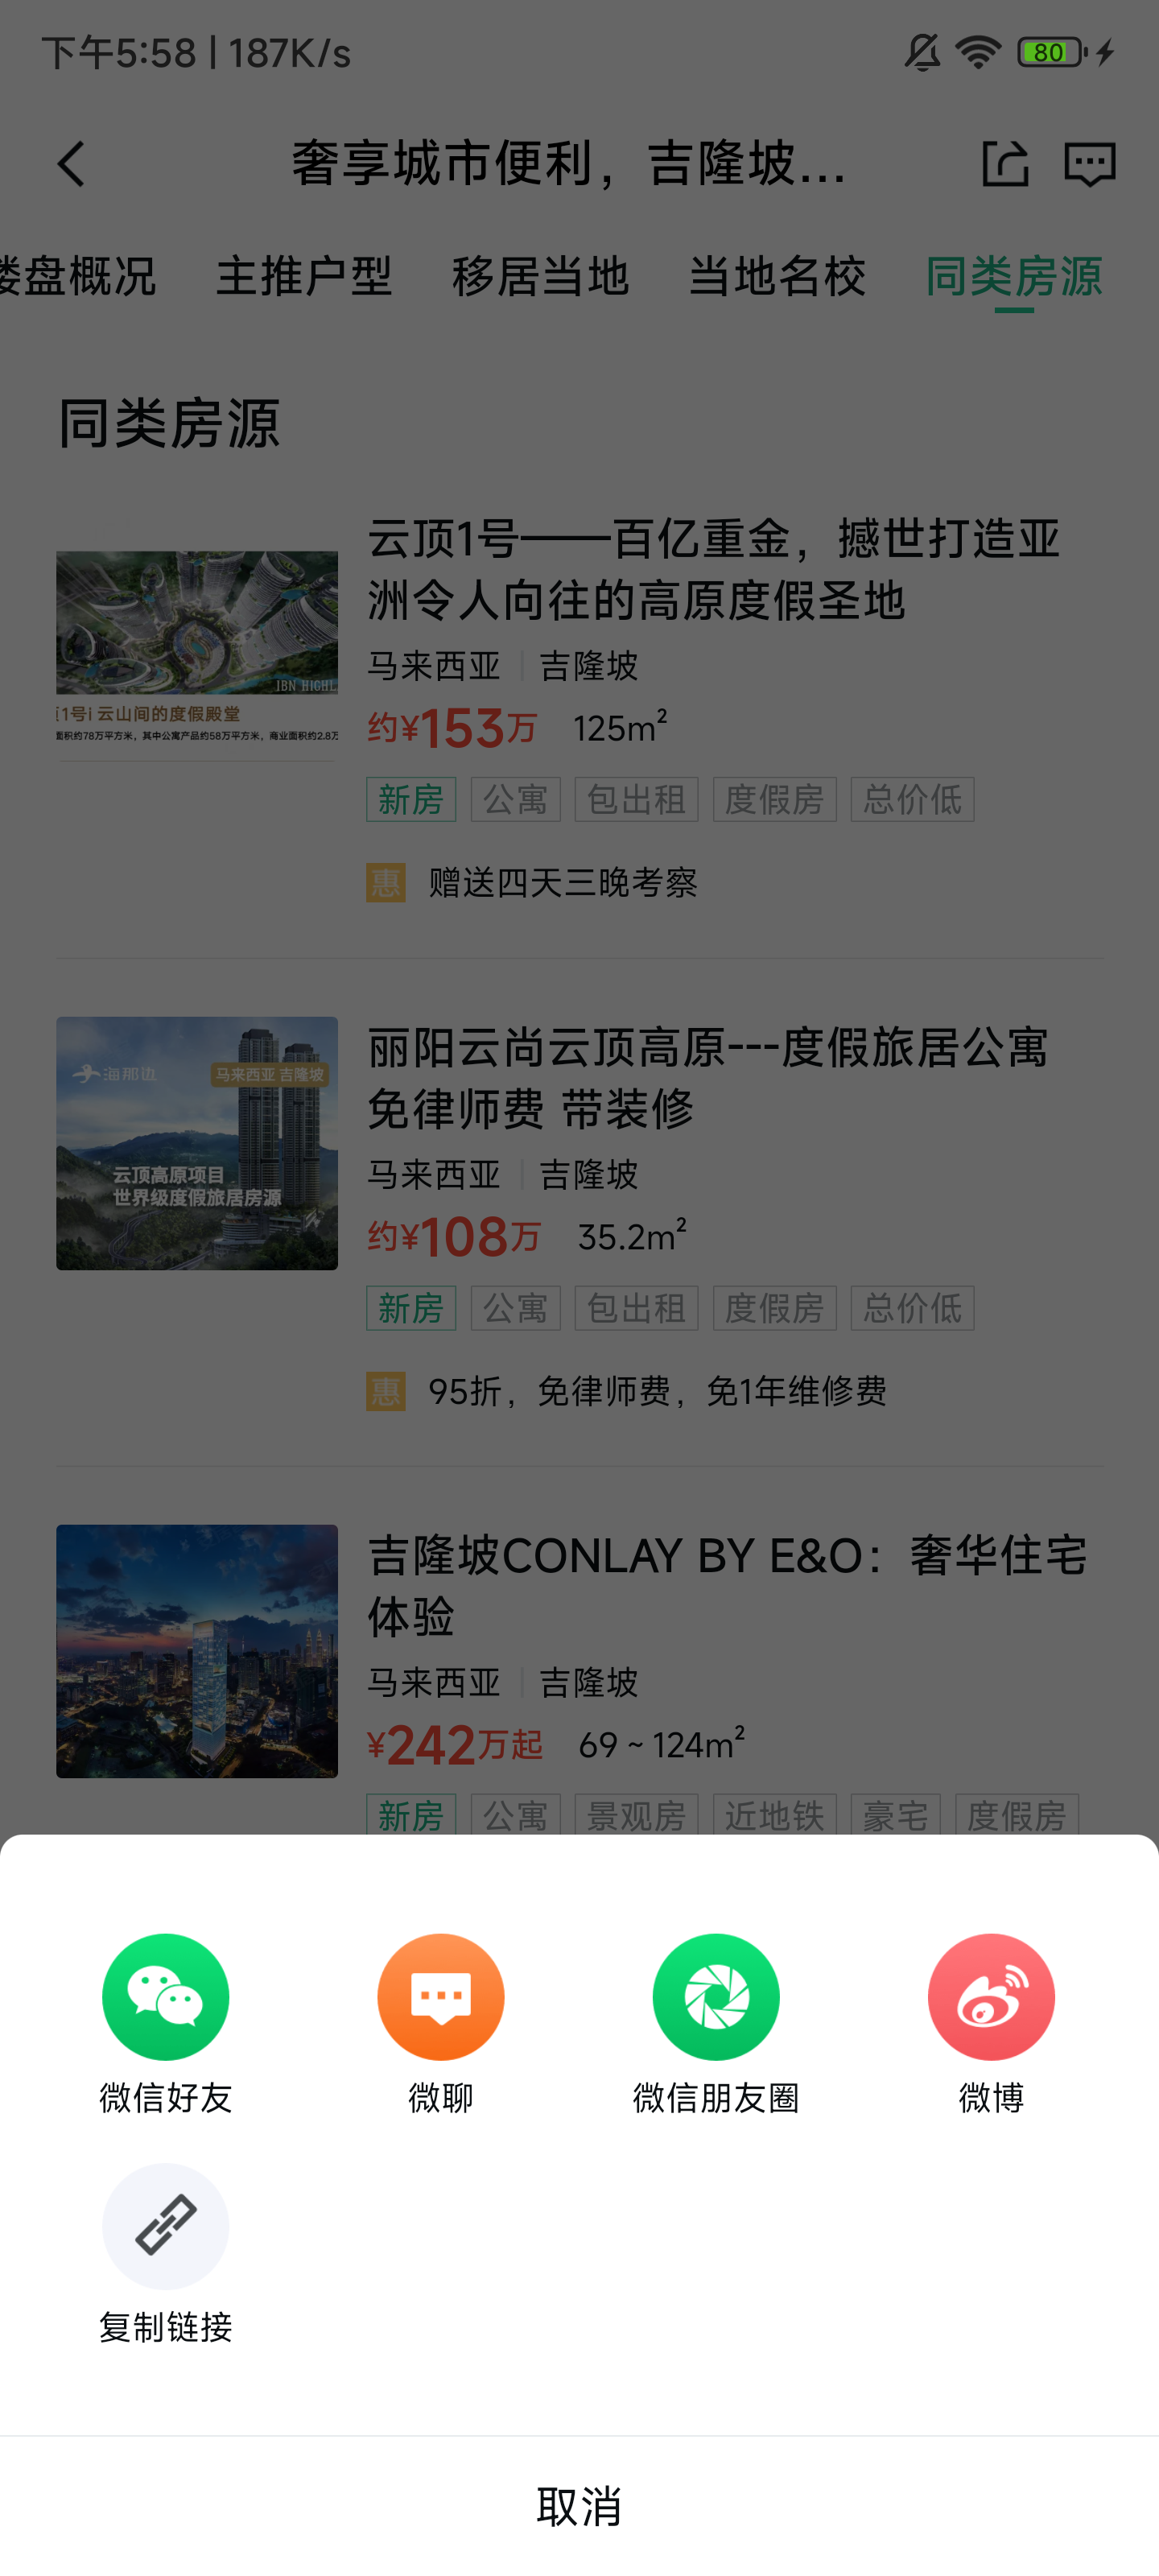 下午5:58 | 187K/s
80
奢享城市便利，吉隆坡...
楼盘概况 主推户型 移居当地 当地名校 同类房源
同类房源
云顶1号——百亿重金，撼世打造亚
洲令人向往的高原度假圣地
IBN HIGHL
1号i 云山间的度假殿堂
面积约78万平方米，其中公寓产品约58万平方米，商业面积约2.8万
马来西亚 吉隆坡
约¥153万 125m²
新房 公寓 包出租 度假房 总价低
惠 赠送四天三晚考察
丽阳云尚云顶高原---度假旅居公寓
免律师费 带装修
海那边
马来西亚 吉隆坡
云顶高原项目
世界级度假旅居房源
马来西亚 吉隆坡
约¥108万 35.2m²
新房 公寓 包出租 度假房 总价低
惠 95折，免律师费，免1年维修费
吉隆坡CONLAY BY E&O：奢华住宅
体验
马来西亚 吉隆坡
¥242万起 69 ~ 124m²
新房 公寓 景观房 近地铁 豪宅 度假房
微信好友 微聊 微信朋友圈 微博
复制链接
取消